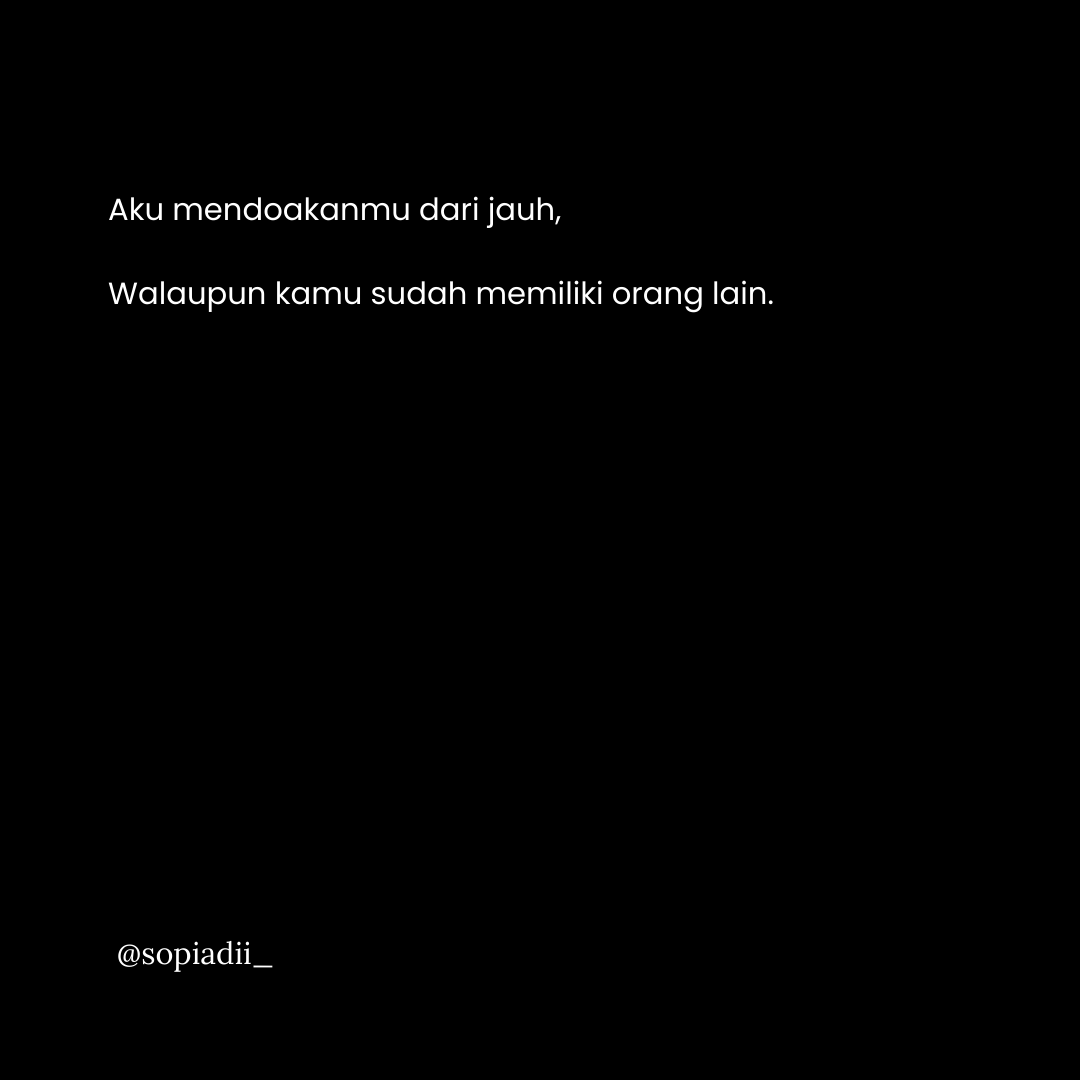 Aku mendoakanmu dari jauh,
Walaupun kamu sudah memiliki orang lain.
@sopiadii_